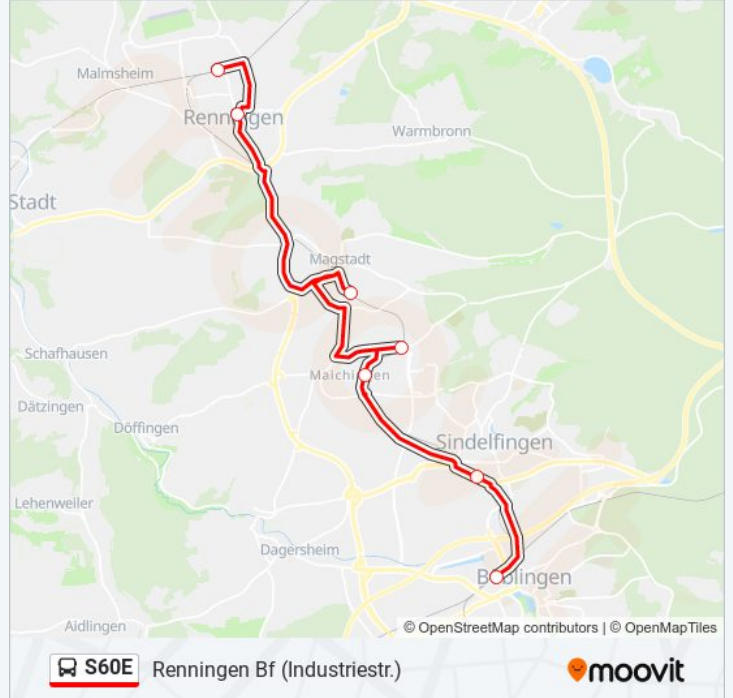 Malmsheim
Renningen
Warmbronn
Stadt
Magstadt
Schafhausen
Maichingen
Dätzingen
Döffingen
Sindelfingen
Lehenweiler
Dagersheim
Böblingen
Aidlingen
© OpenStreetMap contributors | © OpenMapTiles
S60E Renningen Bf (Industriestr.) moovit